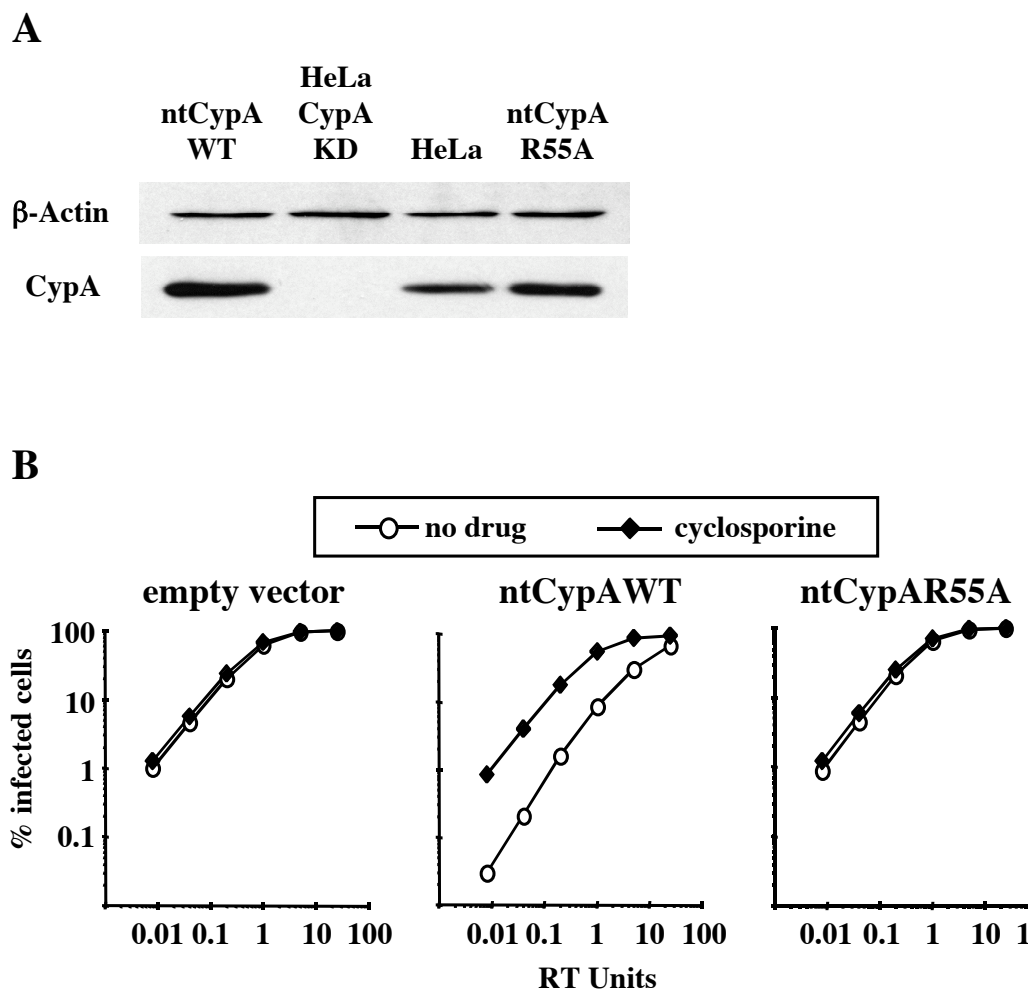 A
HeLa
ntCypA CypA ntCypA
WT KD HeLa R55A
β-Actin
CypA
B
no drug cyclosporine
empty vector ntCypAWT ntCypAR55A
100
10
1
0.1
% infected cells
0.01 0.1 1 10 100 0.01 0.1 1 10 100 0.01 0.1 1 10 1
RT Units